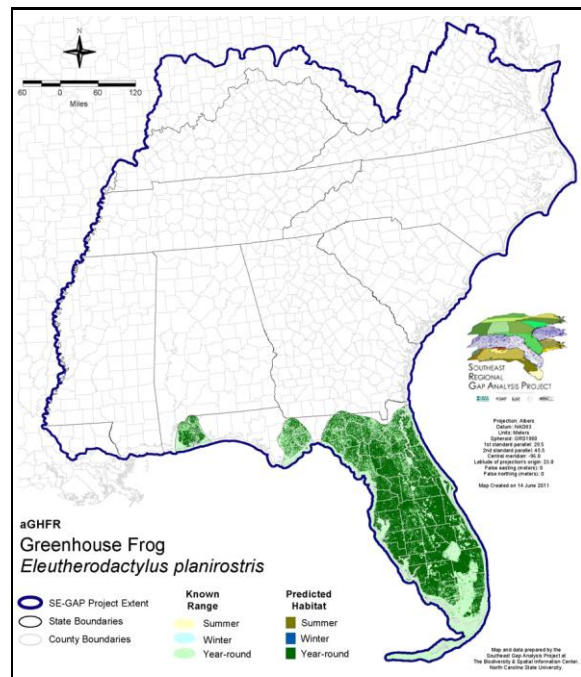 N
60 0 60 120
Miles
SOUTHEAST
REGIONAL
GAP ANALYSIS PROJECT
Projection: Albers
Datum: NAD83
Units: Meters
Spheroid: GRS1980
1st standard parallel: 29.5
2nd standard parallel: 45.5
Central meridian: -96.0
Latitude of projection's origin: 23.0
False easting (meters): 0
False northing (meters): 0
Map Created on 14 June 2011
aGHFR
Greenhouse Frog
Eleutherodactylus planirostris
SE-GAP Project Extent
State Boundaries
County Boundaries
Known
Range
Summer
Winter
Year-round
Predicted
Habitat
Summer
Winter
Year-round
Map and data prepared by the
Southeast Gap Analysis Project at
The Biodiversity & Spatial Information Center,
North Carolina State University.